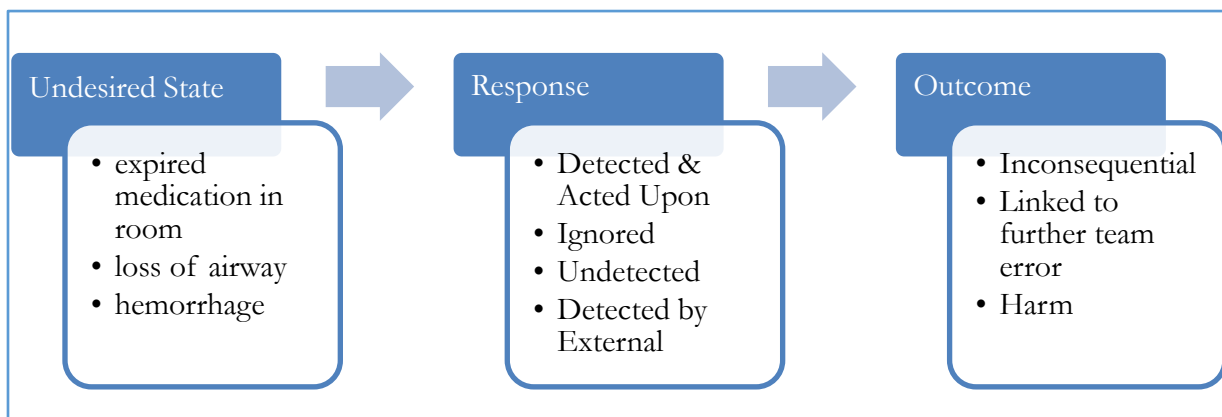 Undesired State
• expired
medication in
room
• loss of airway
• hemorrhage
Response
• Detected &
Acted Upon
• Ignored
• Undetected
• Detected by
External
Outcome
• Inconsequential
• Linked to
further team
error
• Harm